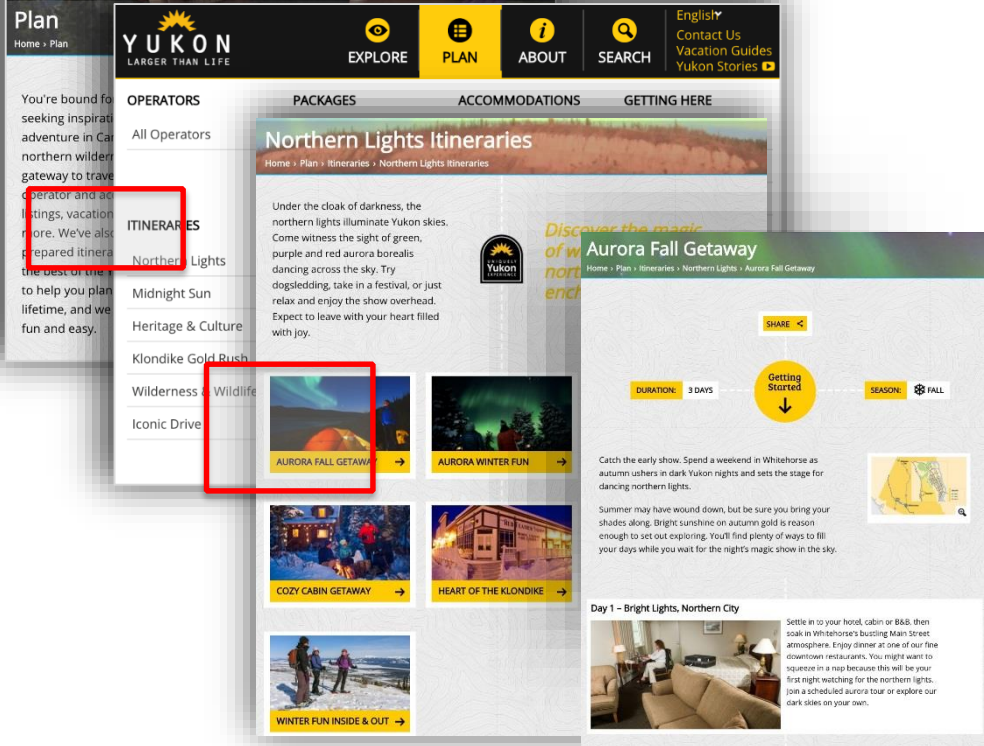 Plan
Home › Plan
You're bound fo
seeking inspirati
adventure in Ca
northern wildern
gateway to trave
operator and ac
listings, vacation
more. We've also
prepared itinera
the best of the Y
to help you plan
lifetime, and we
fun and easy.
YUKON
LARGER THAN LIFE
EXPLORE
PLAN
ABOUT
SEARCH
English
Contact Us
Vacation Guides
Yukon Stories
OPERATORS
PACKAGES
ACCOMMODATIONS
GETTING HERE
All Operators
ITINERARIES
Northern Lights
Midnight Sun
Heritage & Culture
Klondike Gold Rush
Wilderness & Wildlife
Iconic Drive
Northern Lights Itineraries
Home › Plan › Itineraries › Northern Lights Itineraries
Under the cloak of darkness, the
northern lights illuminate Yukon skies.
Come witness the sight of green,
purple and red aurora borealis
dancing across the sky. Try
dogsledding, take in a festival, or just
relax and enjoy the show overhead.
Expect to leave with your heart filled
with joy.
UNIQUELY
Yukon
EXPERIENCE
Discover the magic
of w
nort
ench
AURORA FALL GETAWAY
AURORA WINTER FUN
COZY CABIN GETAWAY
HEART OF THE KLONDIKE
WINTER FUN INSIDE & OUT
Aurora Fall Getaway
Home › Plan › Itineraries › Northern Lights › Aurora Fall Getaway
SHARE
DURATION: 3 DAYS
Getting
Started
SEASON: FALL
Catch the early show. Spend a weekend in Whitehorse as
autumn ushers in dark Yukon nights and sets the stage for
dancing northern lights.
Summer may have wound down, but be sure you bring your
shades along. Bright sunshine on autumn gold is reason
enough to set out exploring. You'll find plenty of ways to fill
your days while you wait for the night's magic show in the sky.
Day 1 – Bright Lights, Northern City
Settle in to your hotel, cabin or B&B, then
soak in Whitehorse's bustling Main Street
atmosphere. Enjoy dinner at one of our fine
downtown restaurants. You might want to
squeeze in a nap because this will be your
first night watching for the northern lights.
Join a scheduled aurora tour or explore our
dark skies on your own.